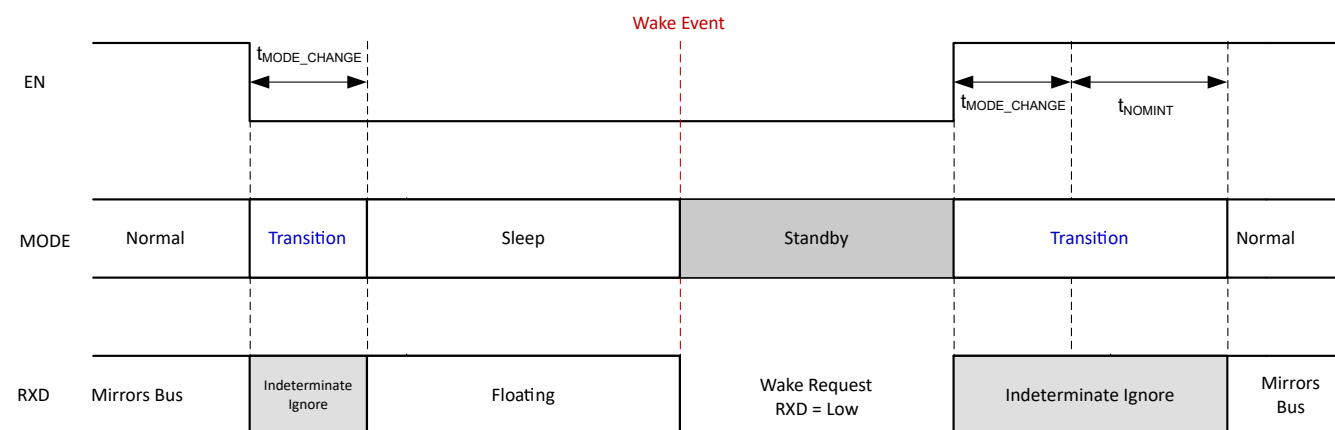 Wake Event
EN
tMODE_CHANGE
tMODE_CHANGE
tNOMINT
MODE
Normal
Transition
Sleep
Standby
Transition
Normal
RXD
Mirrors Bus
Indeterminate
Ignore
Floating
Wake Request
RXD = Low
Indeterminate Ignore
Mirrors
Bus